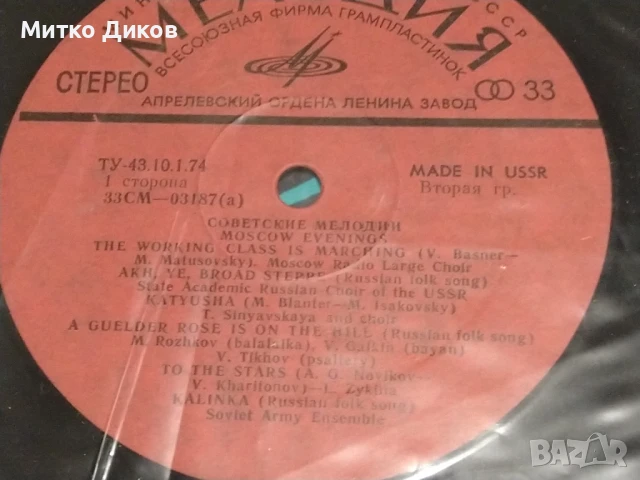 Митко Диков
МЕЛОДИЯ
СССР
ВСЕСОЮЗНАЯ ФИРМА ГРАМПЛАСТИНОК
СТЕРЕО
33
АПРЕЛЕВСКИЙ ОРДЕНА ЛЕНИНА ЗАВОД
ТУ-43.10.1.74
MADE IN USSR
I сторона
Вторая гр.
33СМ—03187(а)
СОВЕТСКИЕ МЕЛОДИИ
MOSCOW EVENINGS
THE WORKING CLASS IS MARCHING (V. Basner—
M. Matusovsky). Moscow Radio Large Choir
AKH, YE, BROAD STEPPE (Russian folk song)
State Academic Russian Choir of the USSR
KATYUSHA (M. Blanter—M. Isakovsky)
T. Sinyavskaya and choir
A GUELDER ROSE IS ON THE HILE (Russian folk song)
M. Rozhkov (balalaika), V. Galkin (bayan)
V. Tikhov (psaltery)
TO THE STARS (A. G. Novikov—
V. Kharitonov)—L. Zykina
KALINKA (Russian folk song)
Soviet Army Ensemble
BAZAR
bg